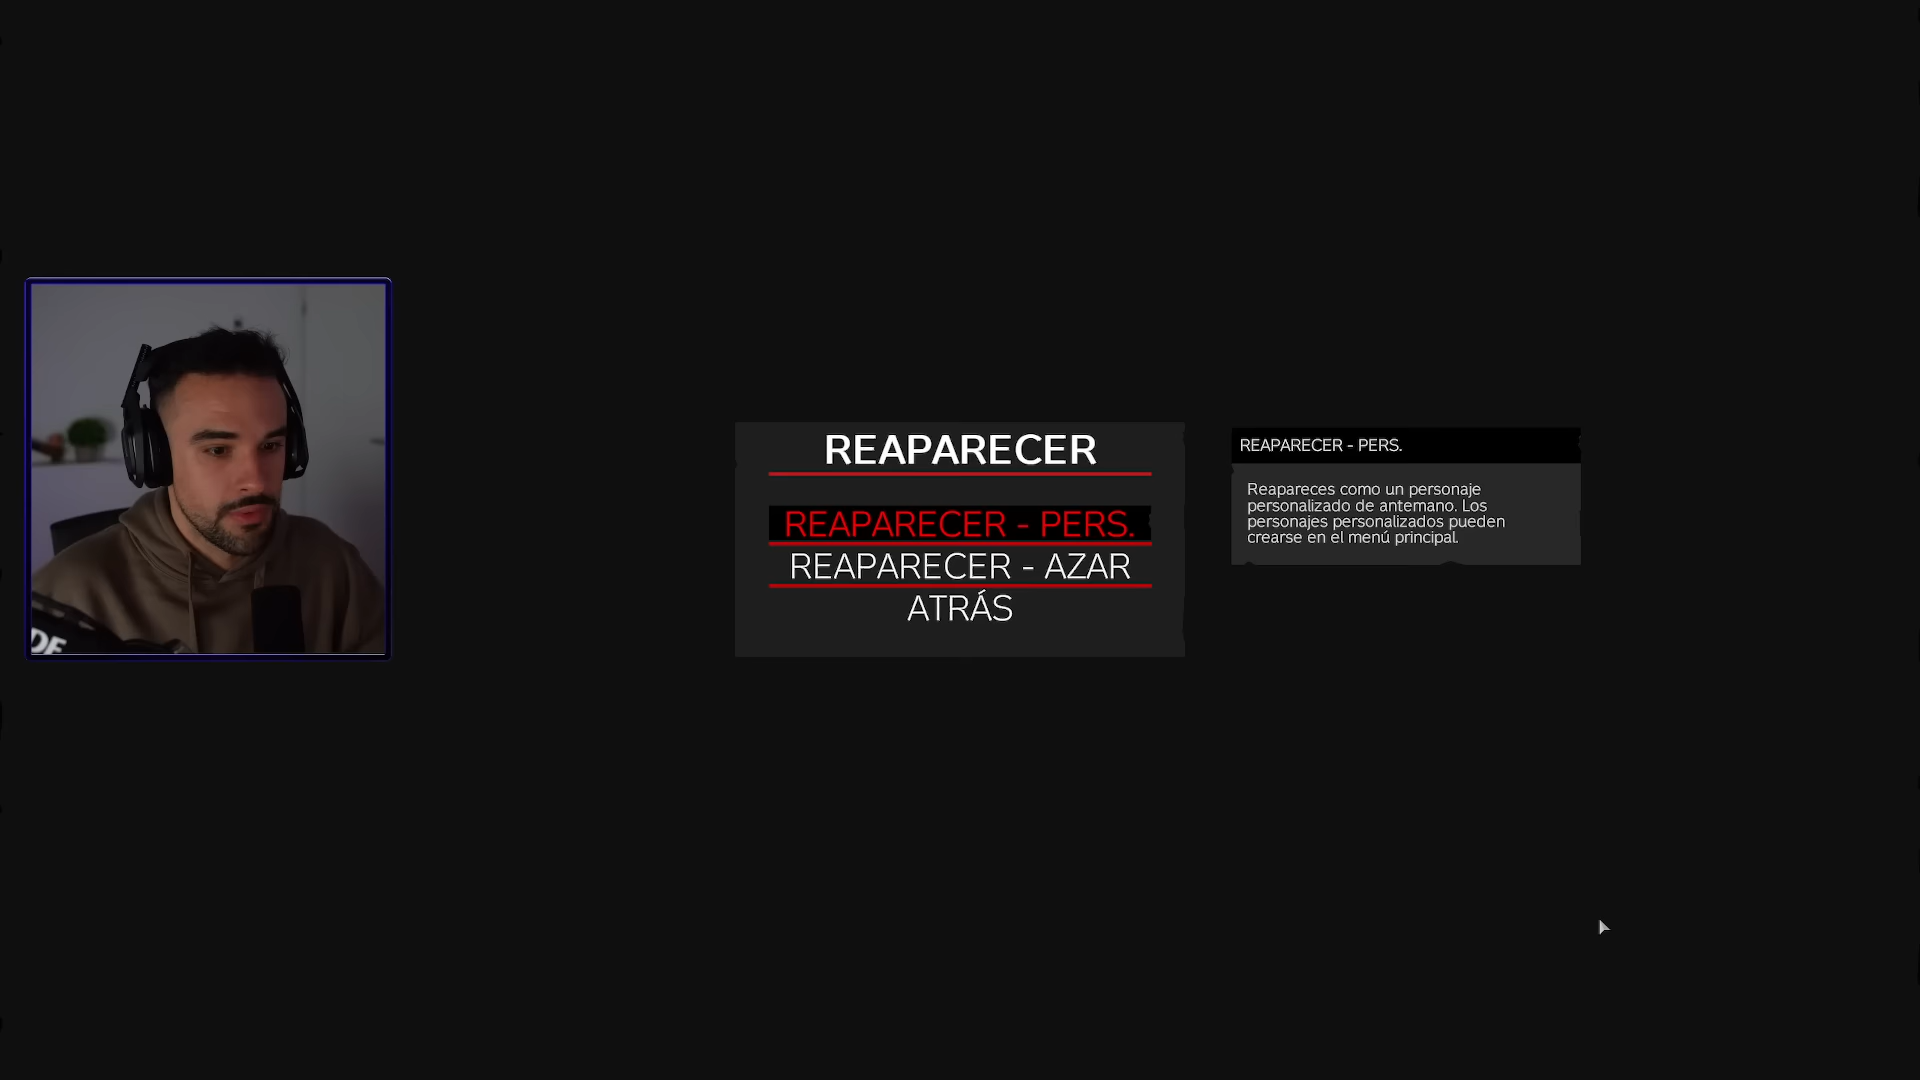 REAPARECER
REAPARECER - PERS.
REAPARECER - AZAR
ATRÁS
REAPARECER - PERS.
Reapareces como un personaje
personalizado de antemano. Los
personajes personalizados pueden
crearse en el menú principal.
DE